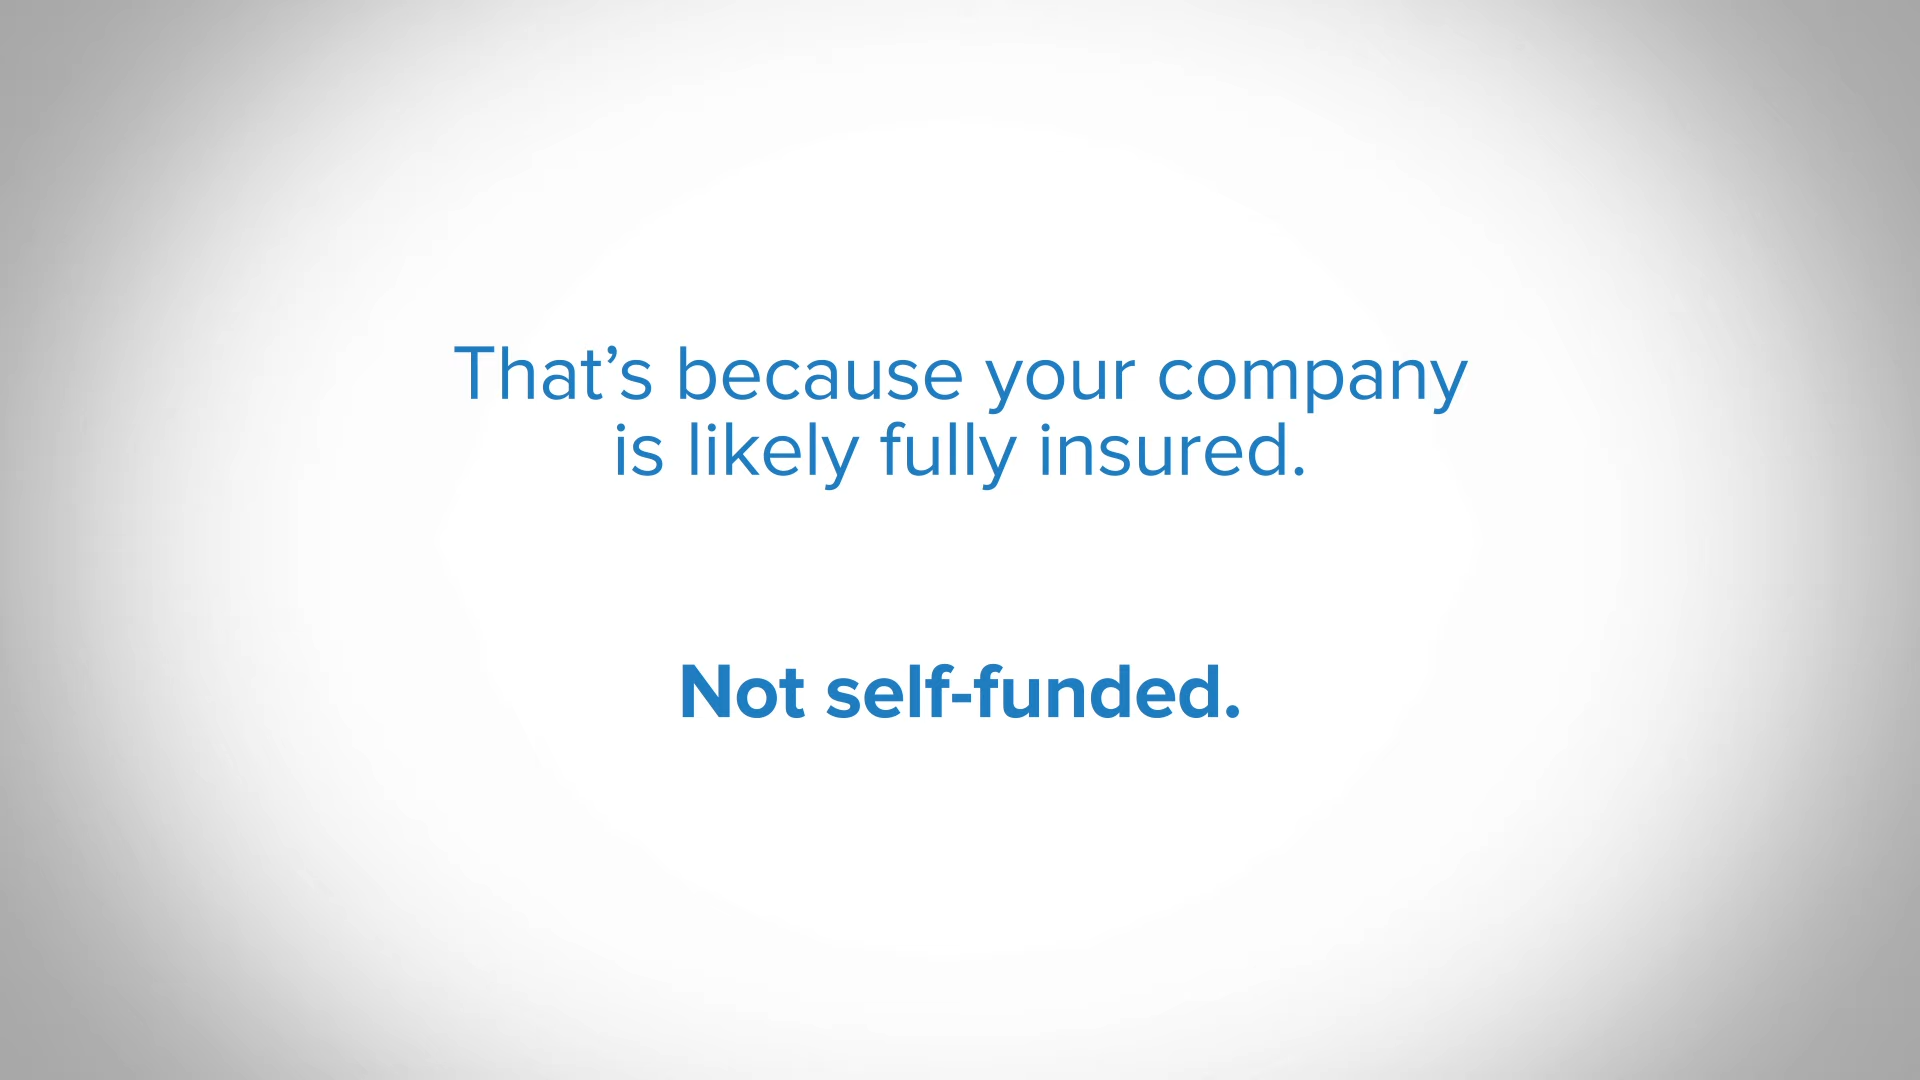 That’s because your company
is likely fully insured.
Not self-funded.